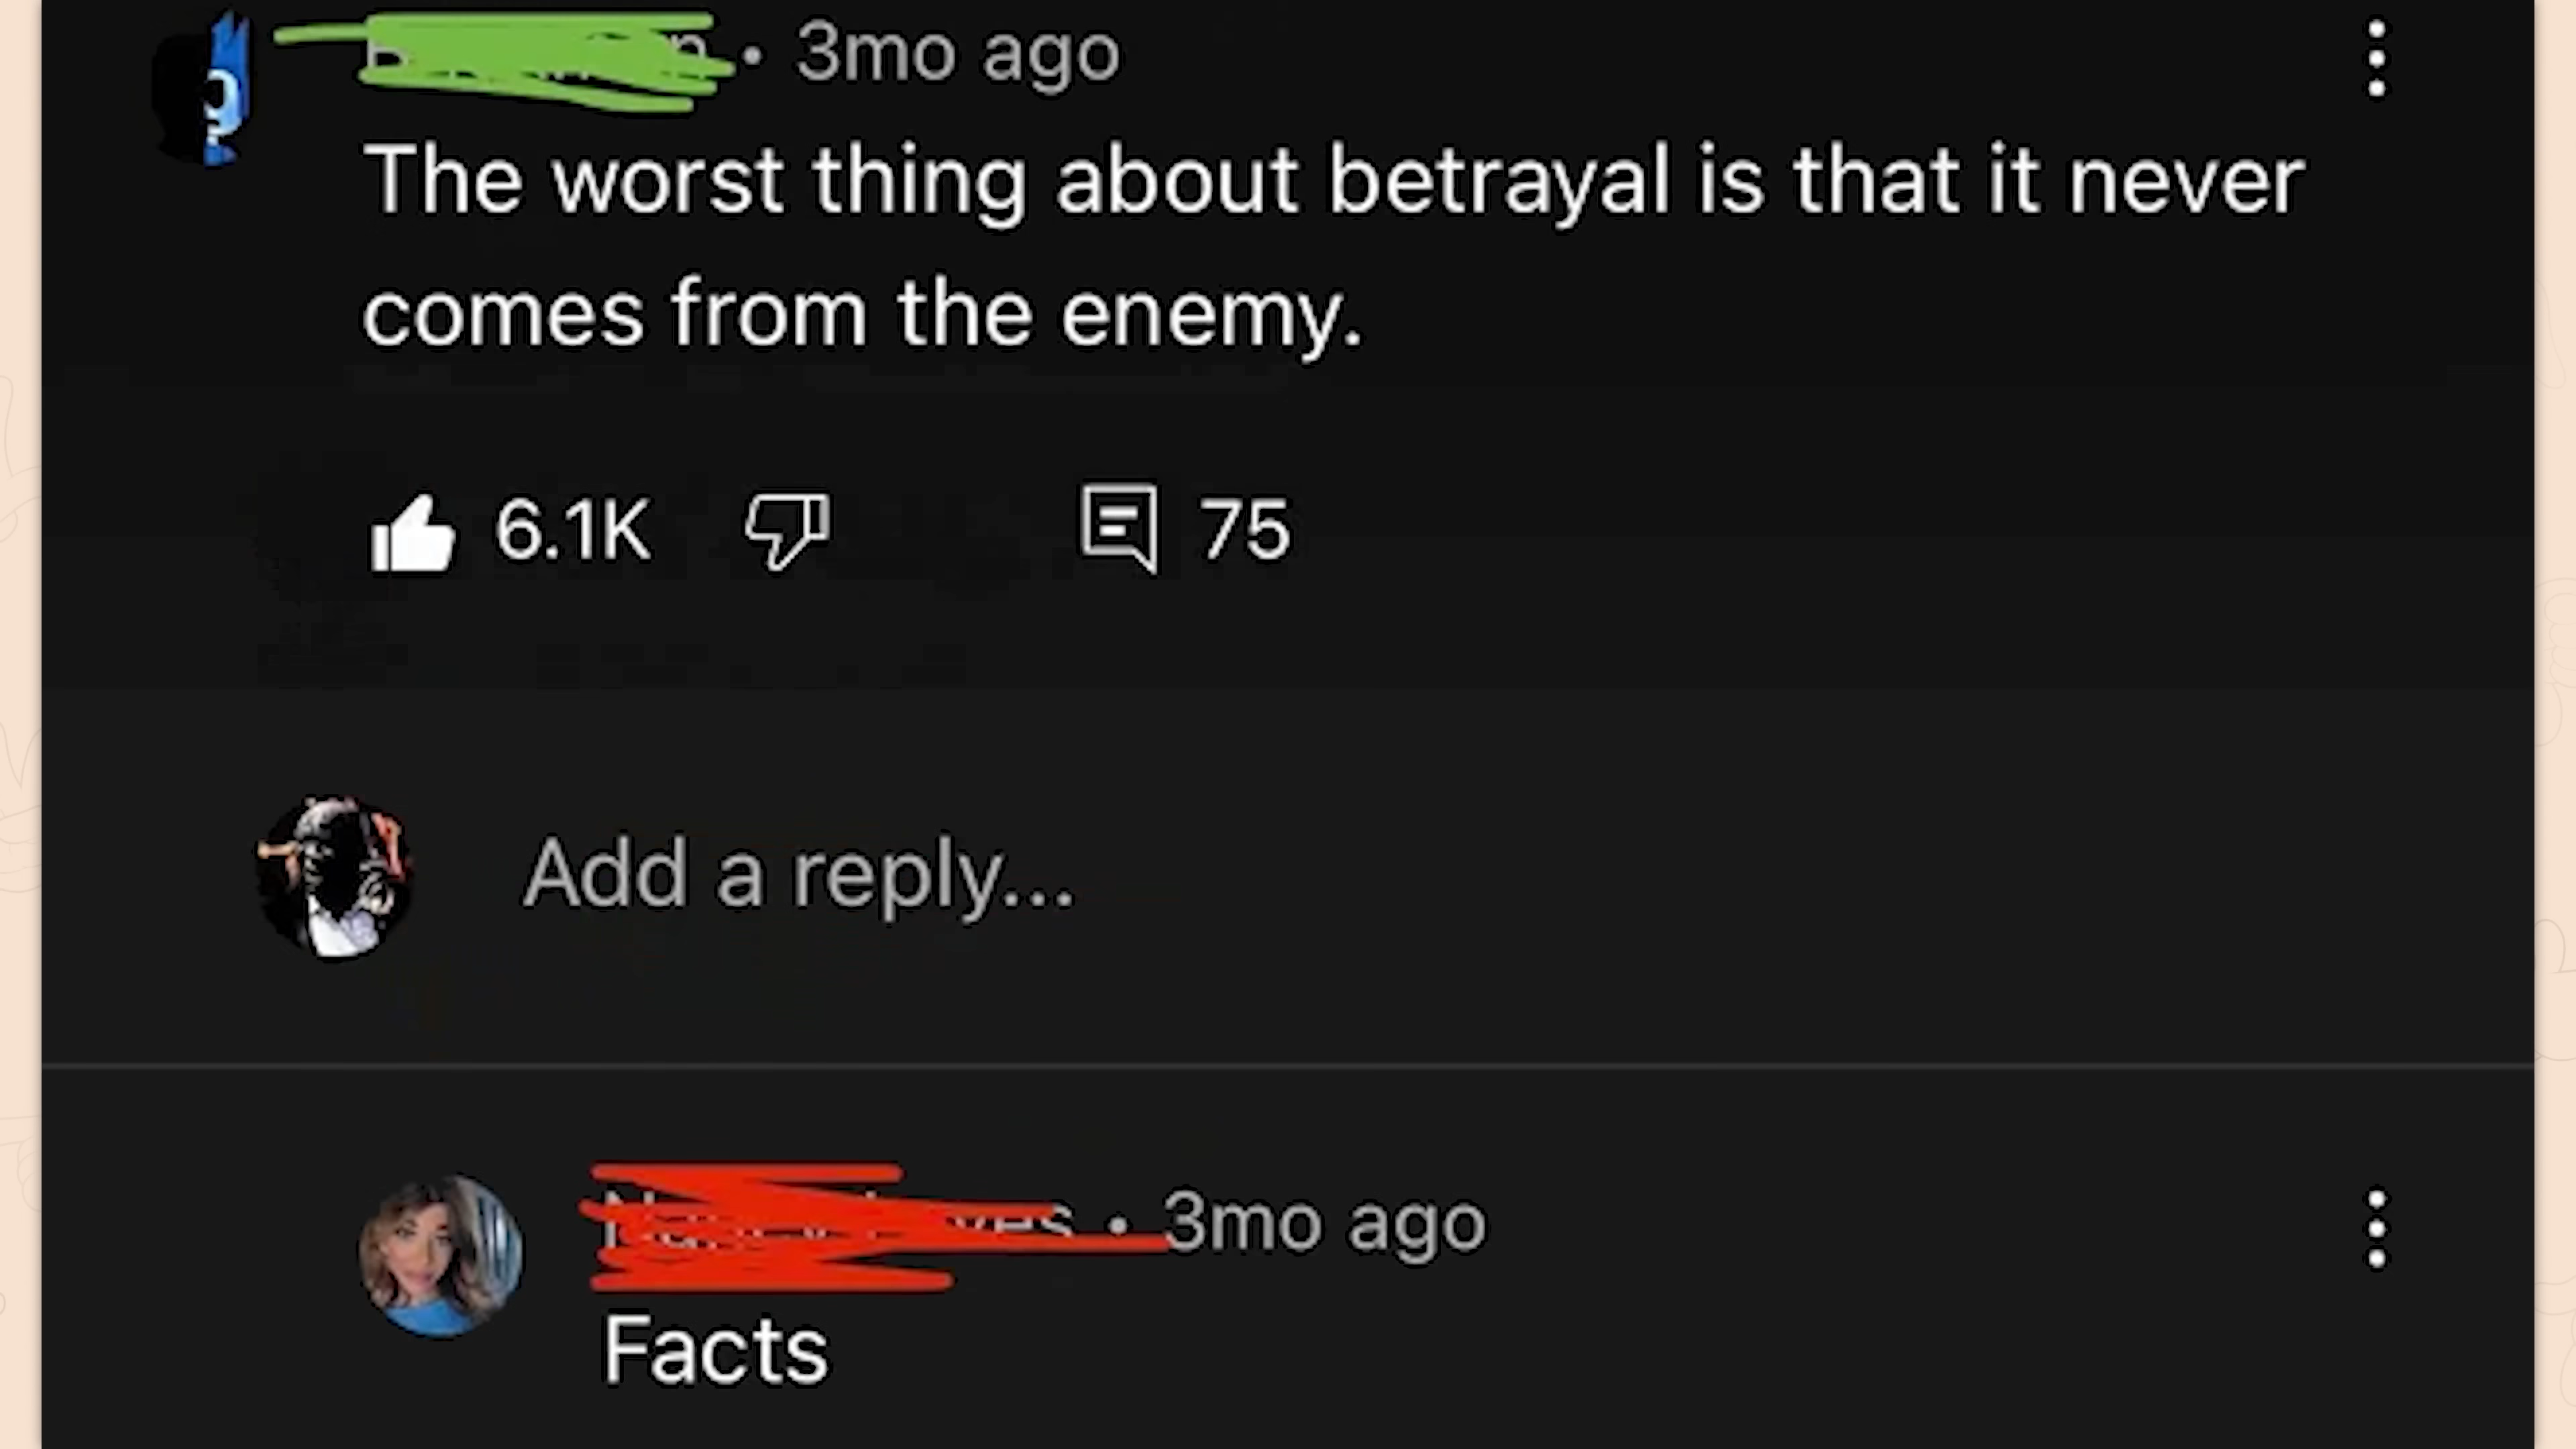 • 3mo ago
The worst thing about betrayal is that it never
comes from the enemy.
6.1K 75
Add a reply...
• 3mo ago
Facts